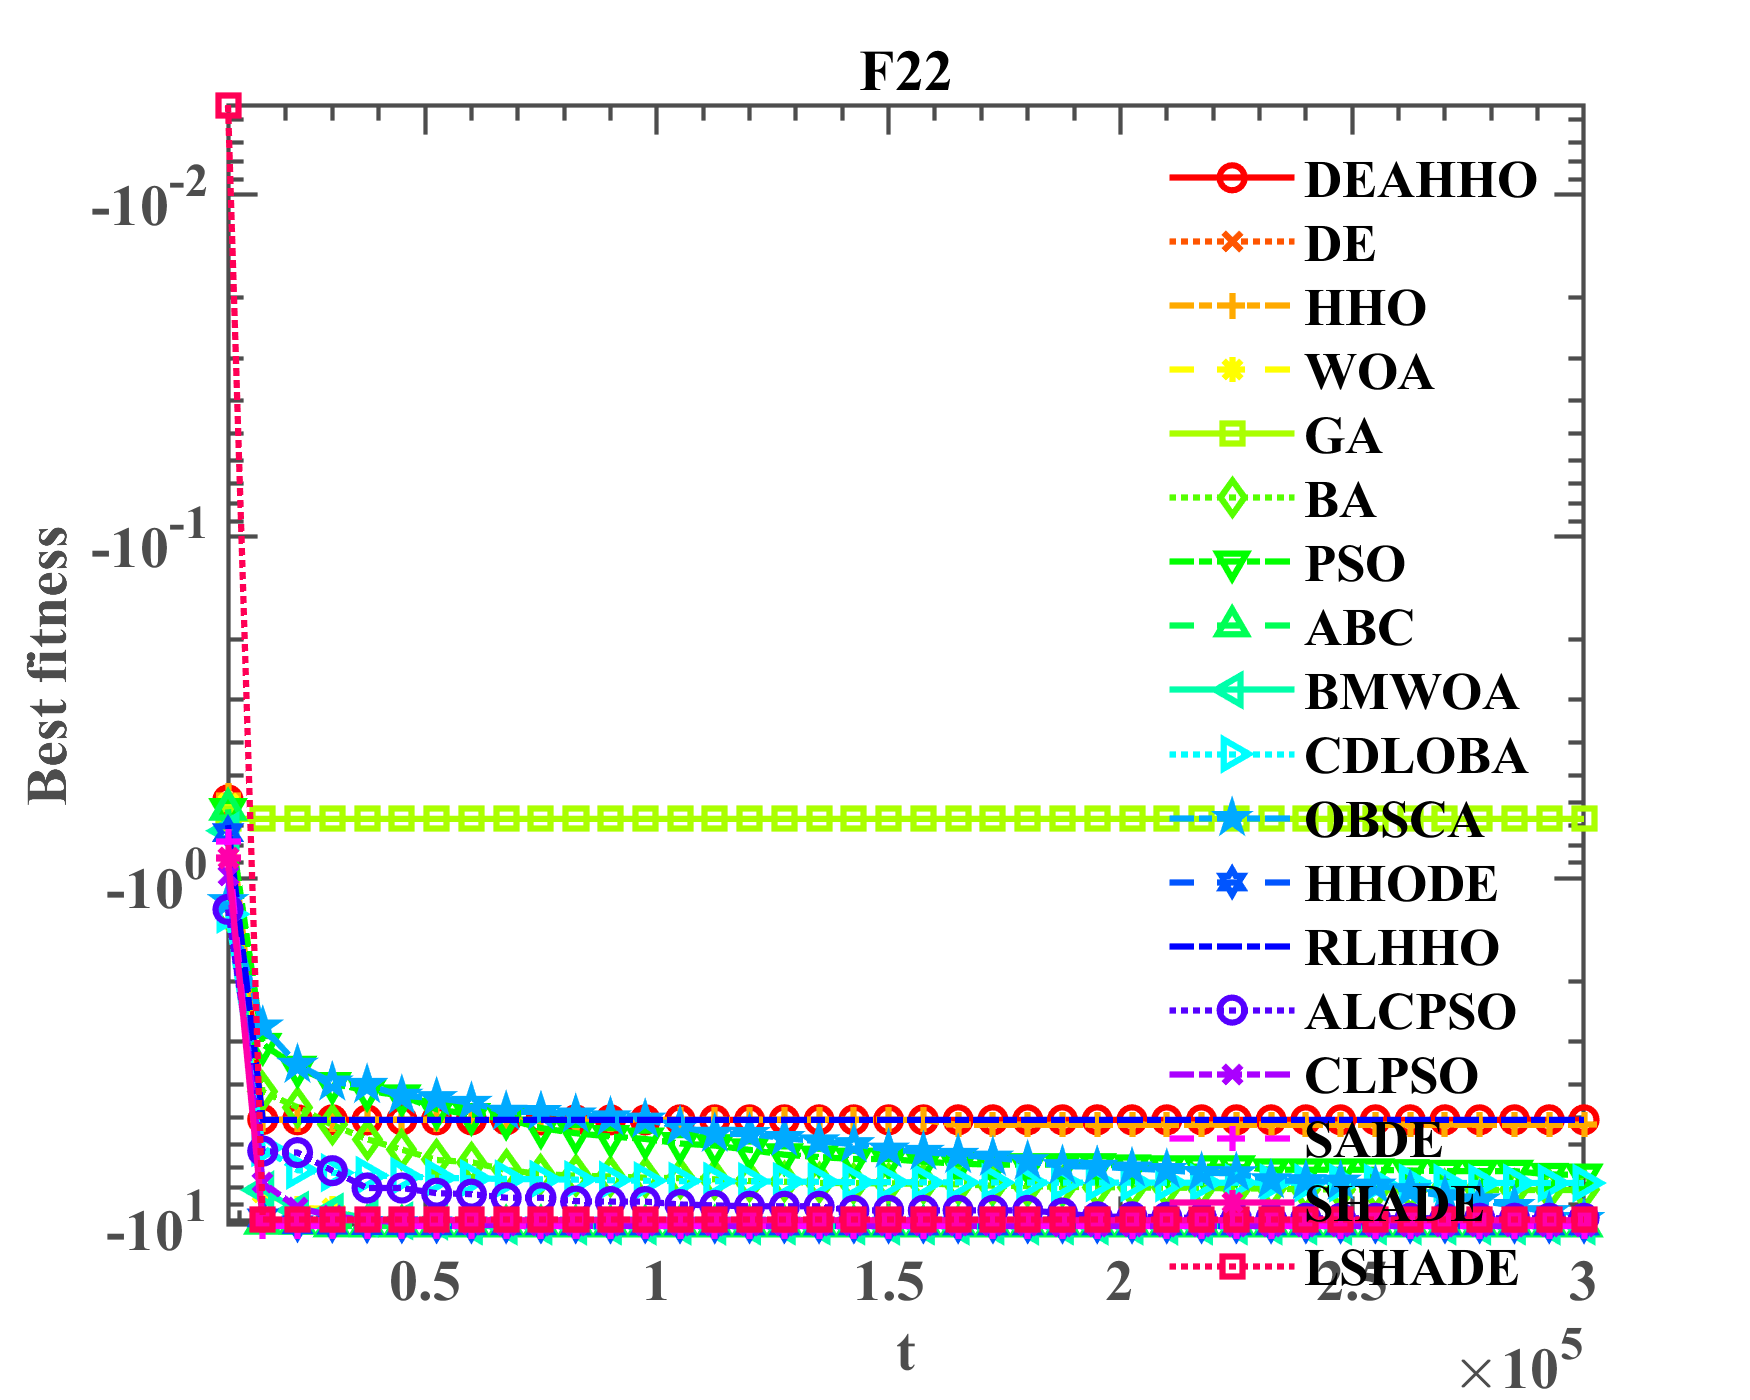 F22
-10^-2
-10^-1
-10^0
-10^1
Best fitness
DEAHHO
DE
HHO
WOA
GA
BA
PSO
ABC
BMWOA
CDLOBA
OBSCA
HHODE
RLHHO
ALCPSO
CLPSO
SADE
SHADE
LSHADE
0.5 1 1.5 2 2.5 3
t
×10^5